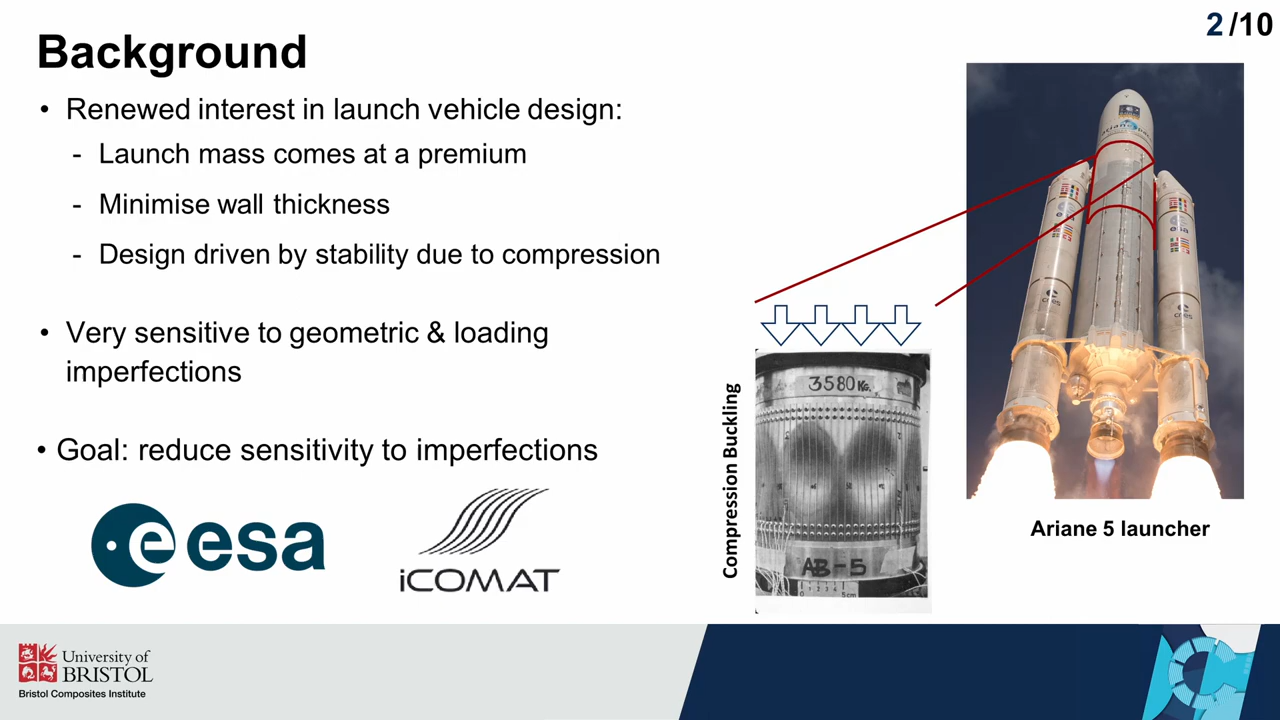 2 /10
Background
• Renewed interest in launch vehicle design:
- Launch mass comes at a premium
- Minimise wall thickness
- Design driven by stability due to compression
• Very sensitive to geometric & loading
imperfections
• Goal: reduce sensitivity to imperfections
esa
iCOMAT
Compression Buckling
3580 KG.
AB-5
Ariane 5 launcher
University of
BRISTOL
Bristol Composites Institute